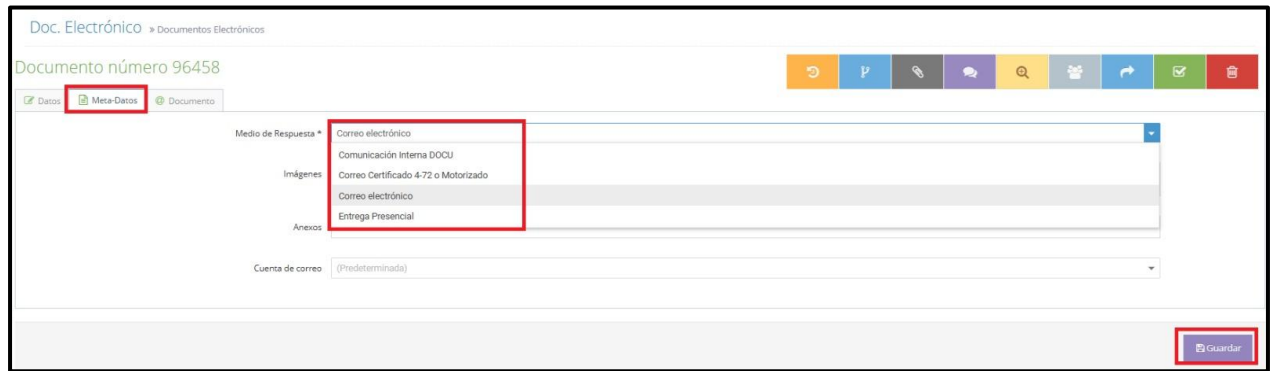 Doc. Electrónico » Documentos Electrónicos
Documento número 96458
Datos Meta-Datos Documento
Medio de Respuesta * Correo electrónico
Comunicación Interna DOCU
Imágenes Correo Certificado 4-72 o Motorizado
Correo electrónico
Entrega Presencial
Anexos
Cuenta de correo (Predeterminada)
Guardar